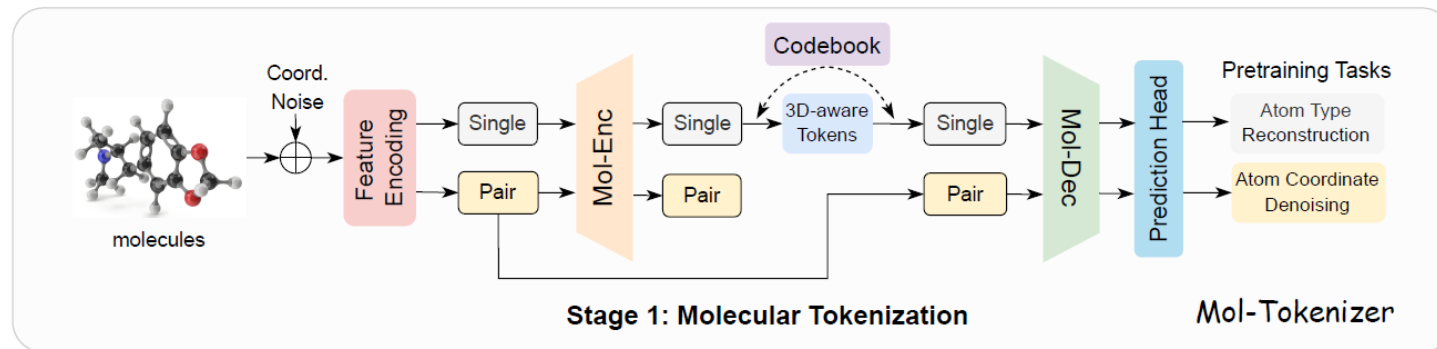 Codebook
Coord.
Noise
Pretraining Tasks
Feature
Encoding
Single
Mol-Enc
Single
3D-aware
Tokens
Single
Mol-Dec
Prediction Head
Atom Type
Reconstruction
Pair
Pair
Pair
Atom Coordinate
Denoising
molecules
Stage 1: Molecular Tokenization
Mol-Tokenizer